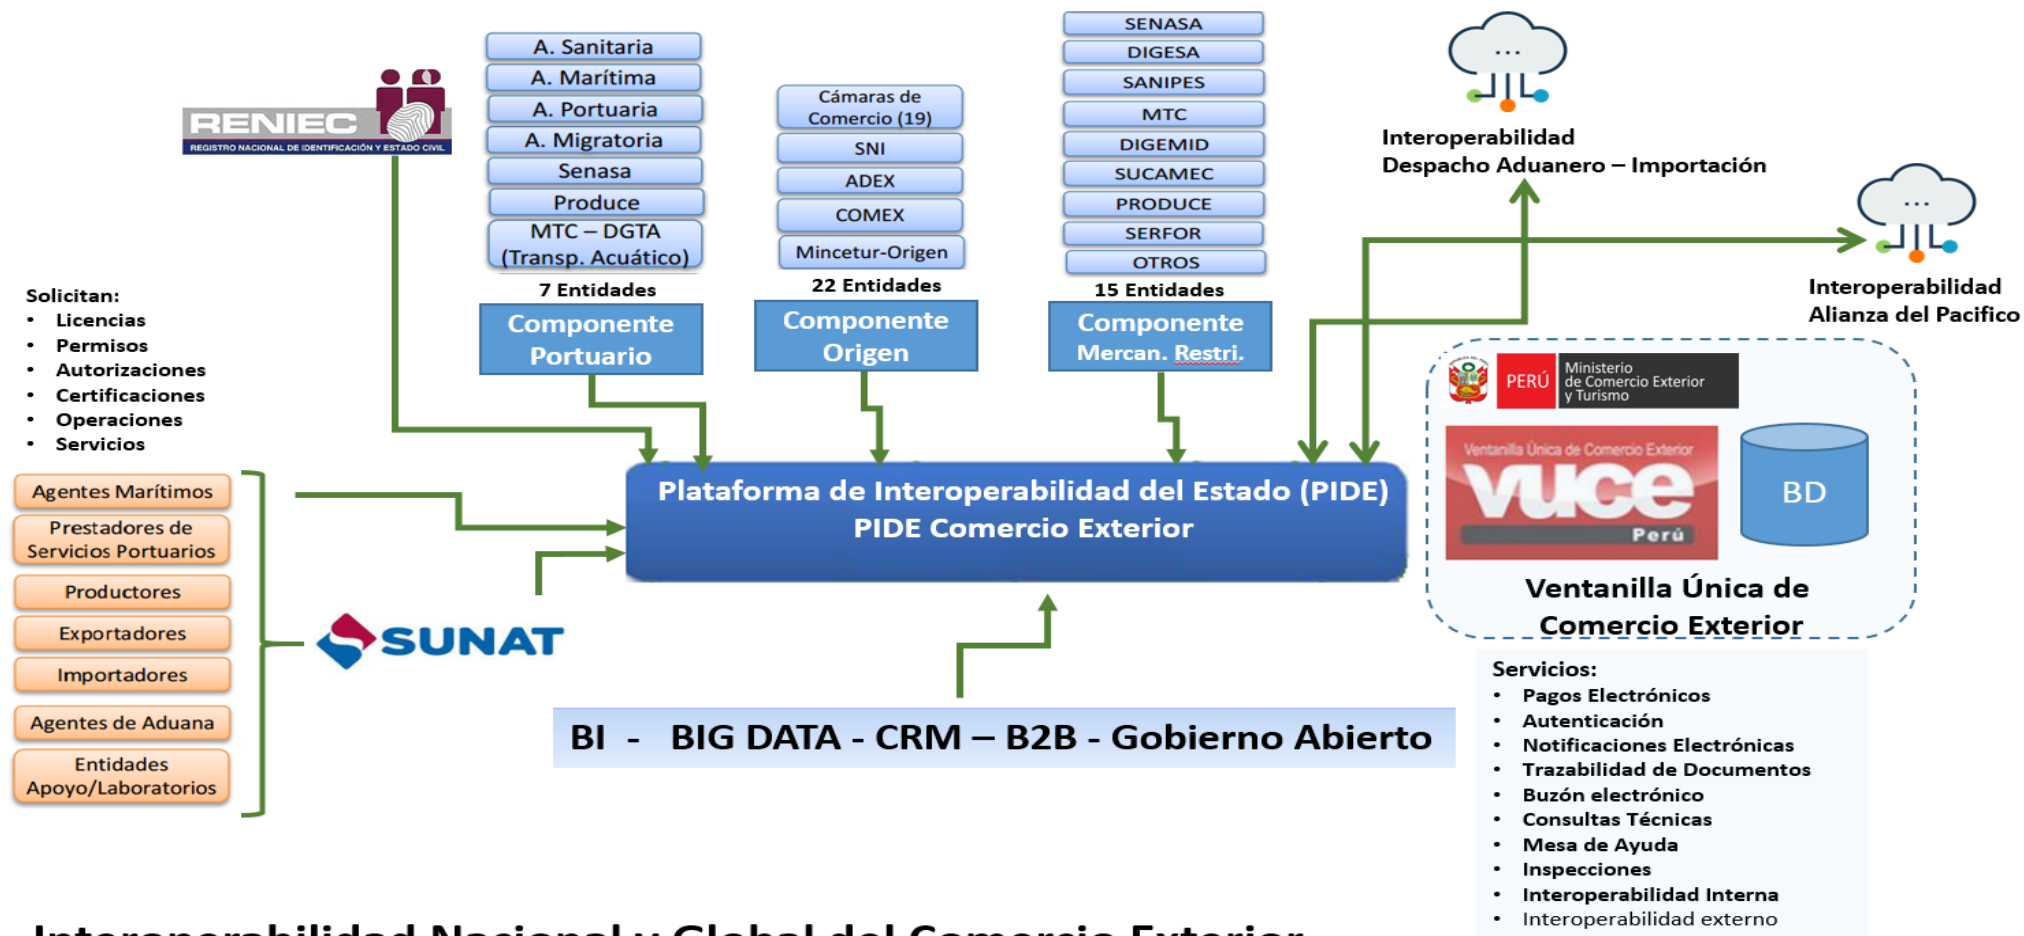 RENIEC
REGISTRO NACIONAL DE IDENTIFICACIÓN Y ESTADO CIVIL
A. Sanitaria
A. Marítima
A. Portuaria
A. Migratoria
Senasa
Produce
MTC – DGTA
(Transp. Acuático)
7 Entidades
Componente
Portuario
Cámaras de
Comercio (19)
SNI
ADEX
COMEX
Mincetur-Origen
22 Entidades
Componente
Origen
SENASA
DIGESA
SANIPES
MTC
DIGEMID
SUCAMEC
PRODUCE
SERFOR
OTROS
15 Entidades
Componente
Mercan. Restri.
...
Interoperabilidad
Despacho Aduanero – Importación
...
Interoperabilidad
Alianza del Pacifico
Solicitan:
• Licencias
• Permisos
• Autorizaciones
• Certificaciones
• Operaciones
• Servicios
Agentes Marítimos
Prestadores de
Servicios Portuarios
Productores
Exportadores
Importadores
Agentes de Aduana
Entidades
Apoyo/Laboratorios
SUNAT
Plataforma de Interoperabilidad del Estado (PIDE)
PIDE Comercio Exterior
BI - BIG DATA - CRM – B2B - Gobierno Abierto
PERÚ
Ministerio
de Comercio Exterior
y Turismo
Ventanilla Única de Comercio Exterior
vuce
Perú
BD
Ventanilla Única de
Comercio Exterior
Servicios:
• Pagos Electrónicos
• Autenticación
• Notificaciones Electrónicas
• Trazabilidad de Documentos
• Buzón electrónico
• Consultas Técnicas
• Mesa de Ayuda
• Inspecciones
• Interoperabilidad Interna
• Interoperabilidad externo
Interoperabilidad Nacional y Global del Comercio Exterior